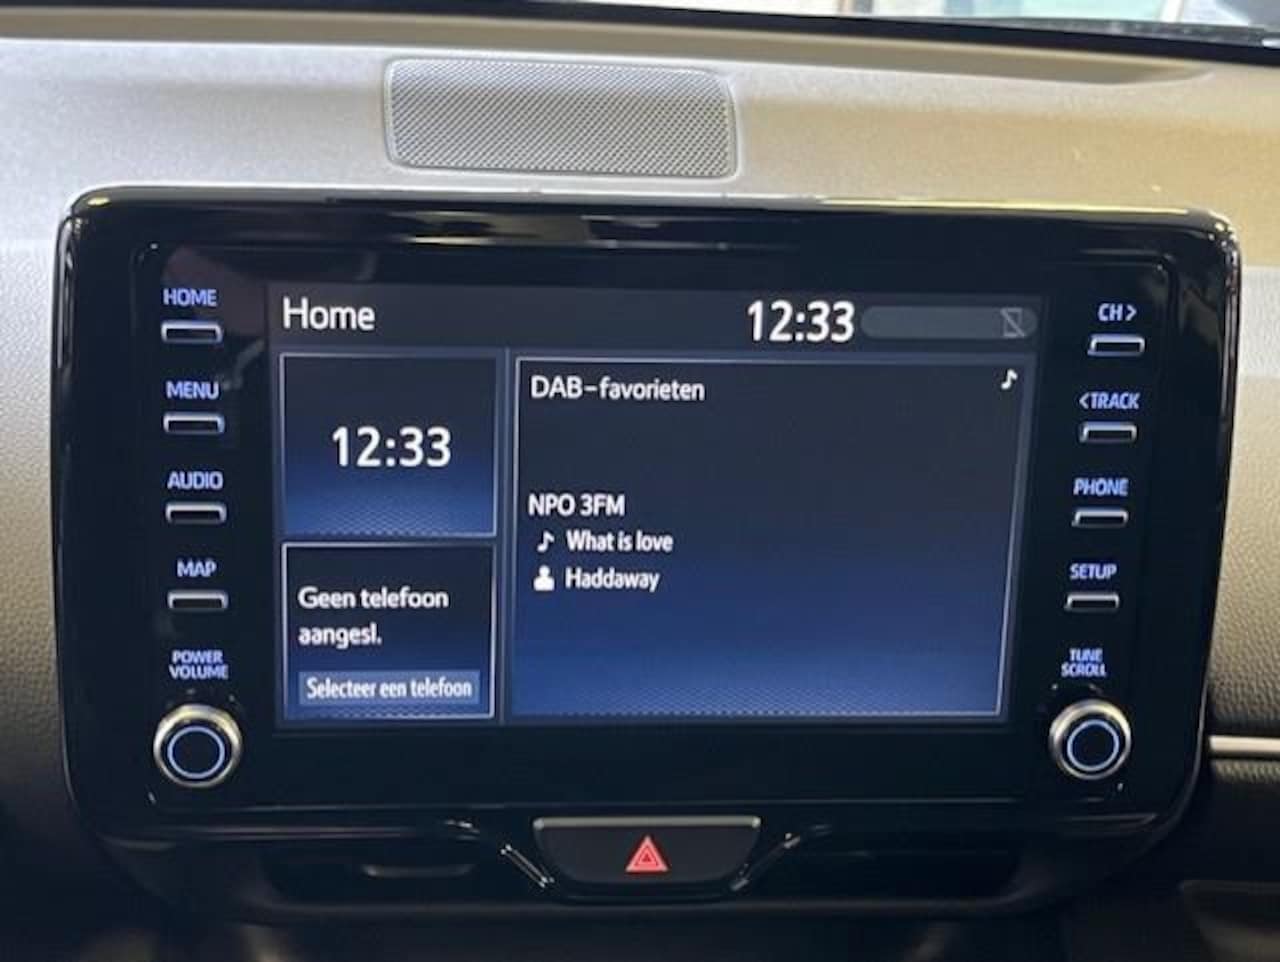 HOME
MENU
AUDIO
MAP
POWER
VOLUME
Home
12:33
12:33
Geen telefoon
aangesl.
Selecteer een telefoon
DAB-favorieten
NPO 3FM
What is love
Haddaway
CH>
<TRACK
PHONE
SETUP
TUNE
SCROLL